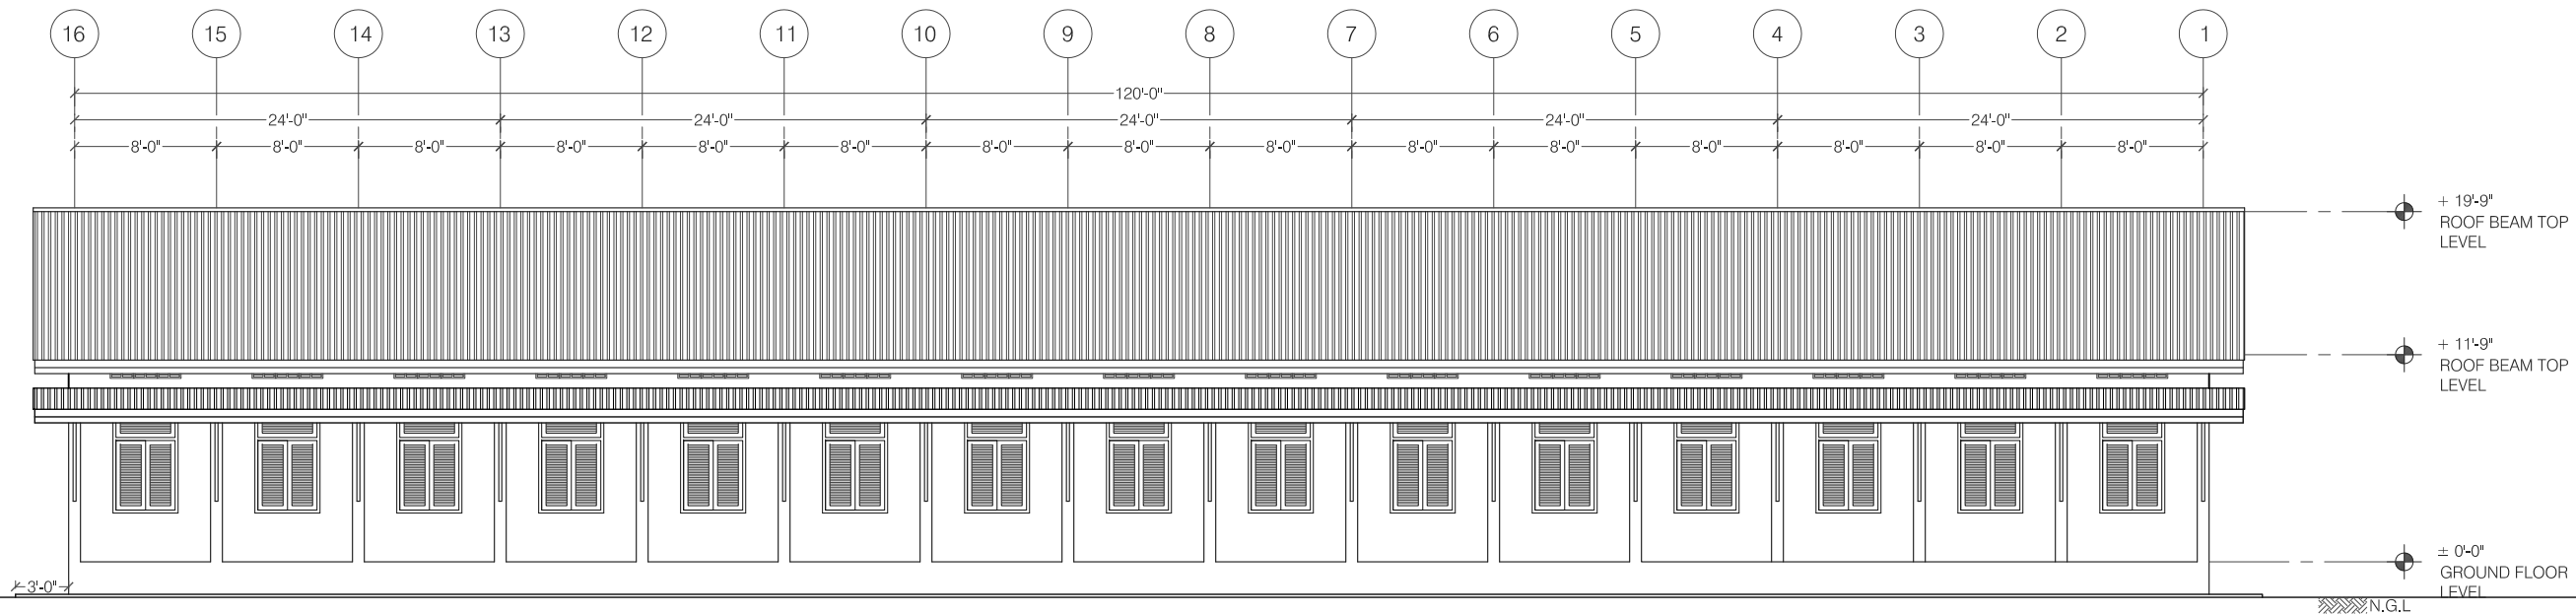 16 15 14 13 12 11 10 9 8 7 6 5 4 3 2 1
120'-0"
24'-0" 24'-0" 24'-0" 24'-0" 24'-0"
8'-0" 8'-0" 8'-0" 8'-0" 8'-0" 8'-0" 8'-0" 8'-0" 8'-0" 8'-0" 8'-0" 8'-0" 8'-0" 8'-0" 8'-0"
+ 19'-9"
ROOF BEAM TOP
LEVEL
+ 11'-9"
ROOF BEAM TOP
LEVEL
± 0'-0"
GROUND FLOOR
LEVEL
3'-0"
N.G.L